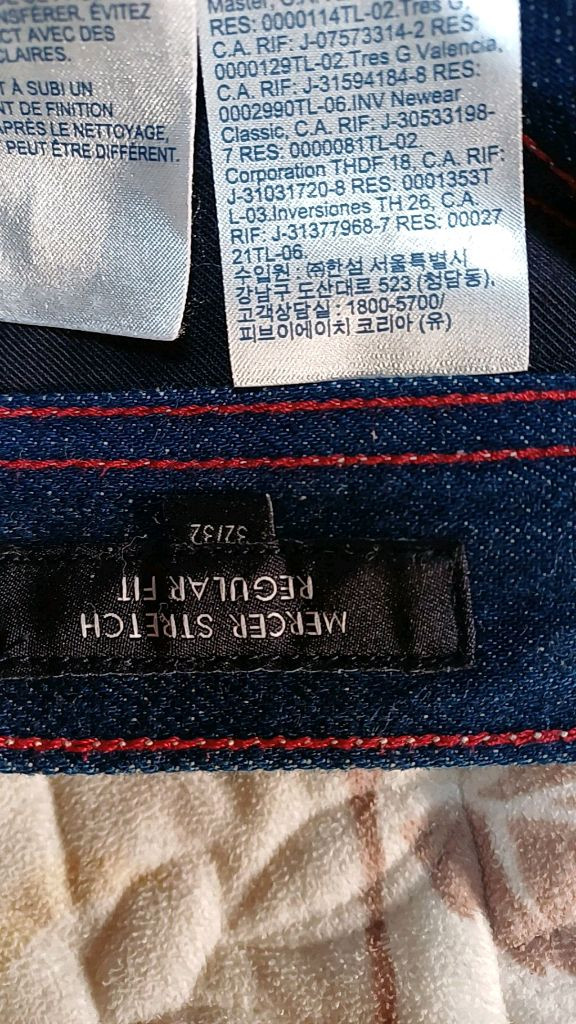 NSFÉRER. ÉVITEZ
CT AVEC DES
CLAIRES.
T A SUBI UN
NT DE FINITION
APRÈS LE NETTOYAGE,
PEUT ÊTRE DIFFÉRENT.
RES: 0000114TL-02.Tres G.
C.A. RIF: J-07573314-2 RES:
0000129TL-02.Tres G Valencia,
C.A. RIF: J-31594184-8 RES:
0002990TL-06.INV Newear
Classic, C.A. RIF: J-30533198-
7 RES: 0000081TL-02.
Corporation THDF 18, C.A. RIF:
J-31031720-8 RES: 0001353T
L-03.Inversiones TH 26, C.A.
RIF: J-31377968-7 RES: 00027
21TL-06.
수입원 : ㈜한섬 서울특별시
강남구 도산대로 523 (청담동),
고객상담실 : 1800-5700/
피브이에이치 코리아 (유)
MERCER STRETCH
REGULAR FIT
32/32